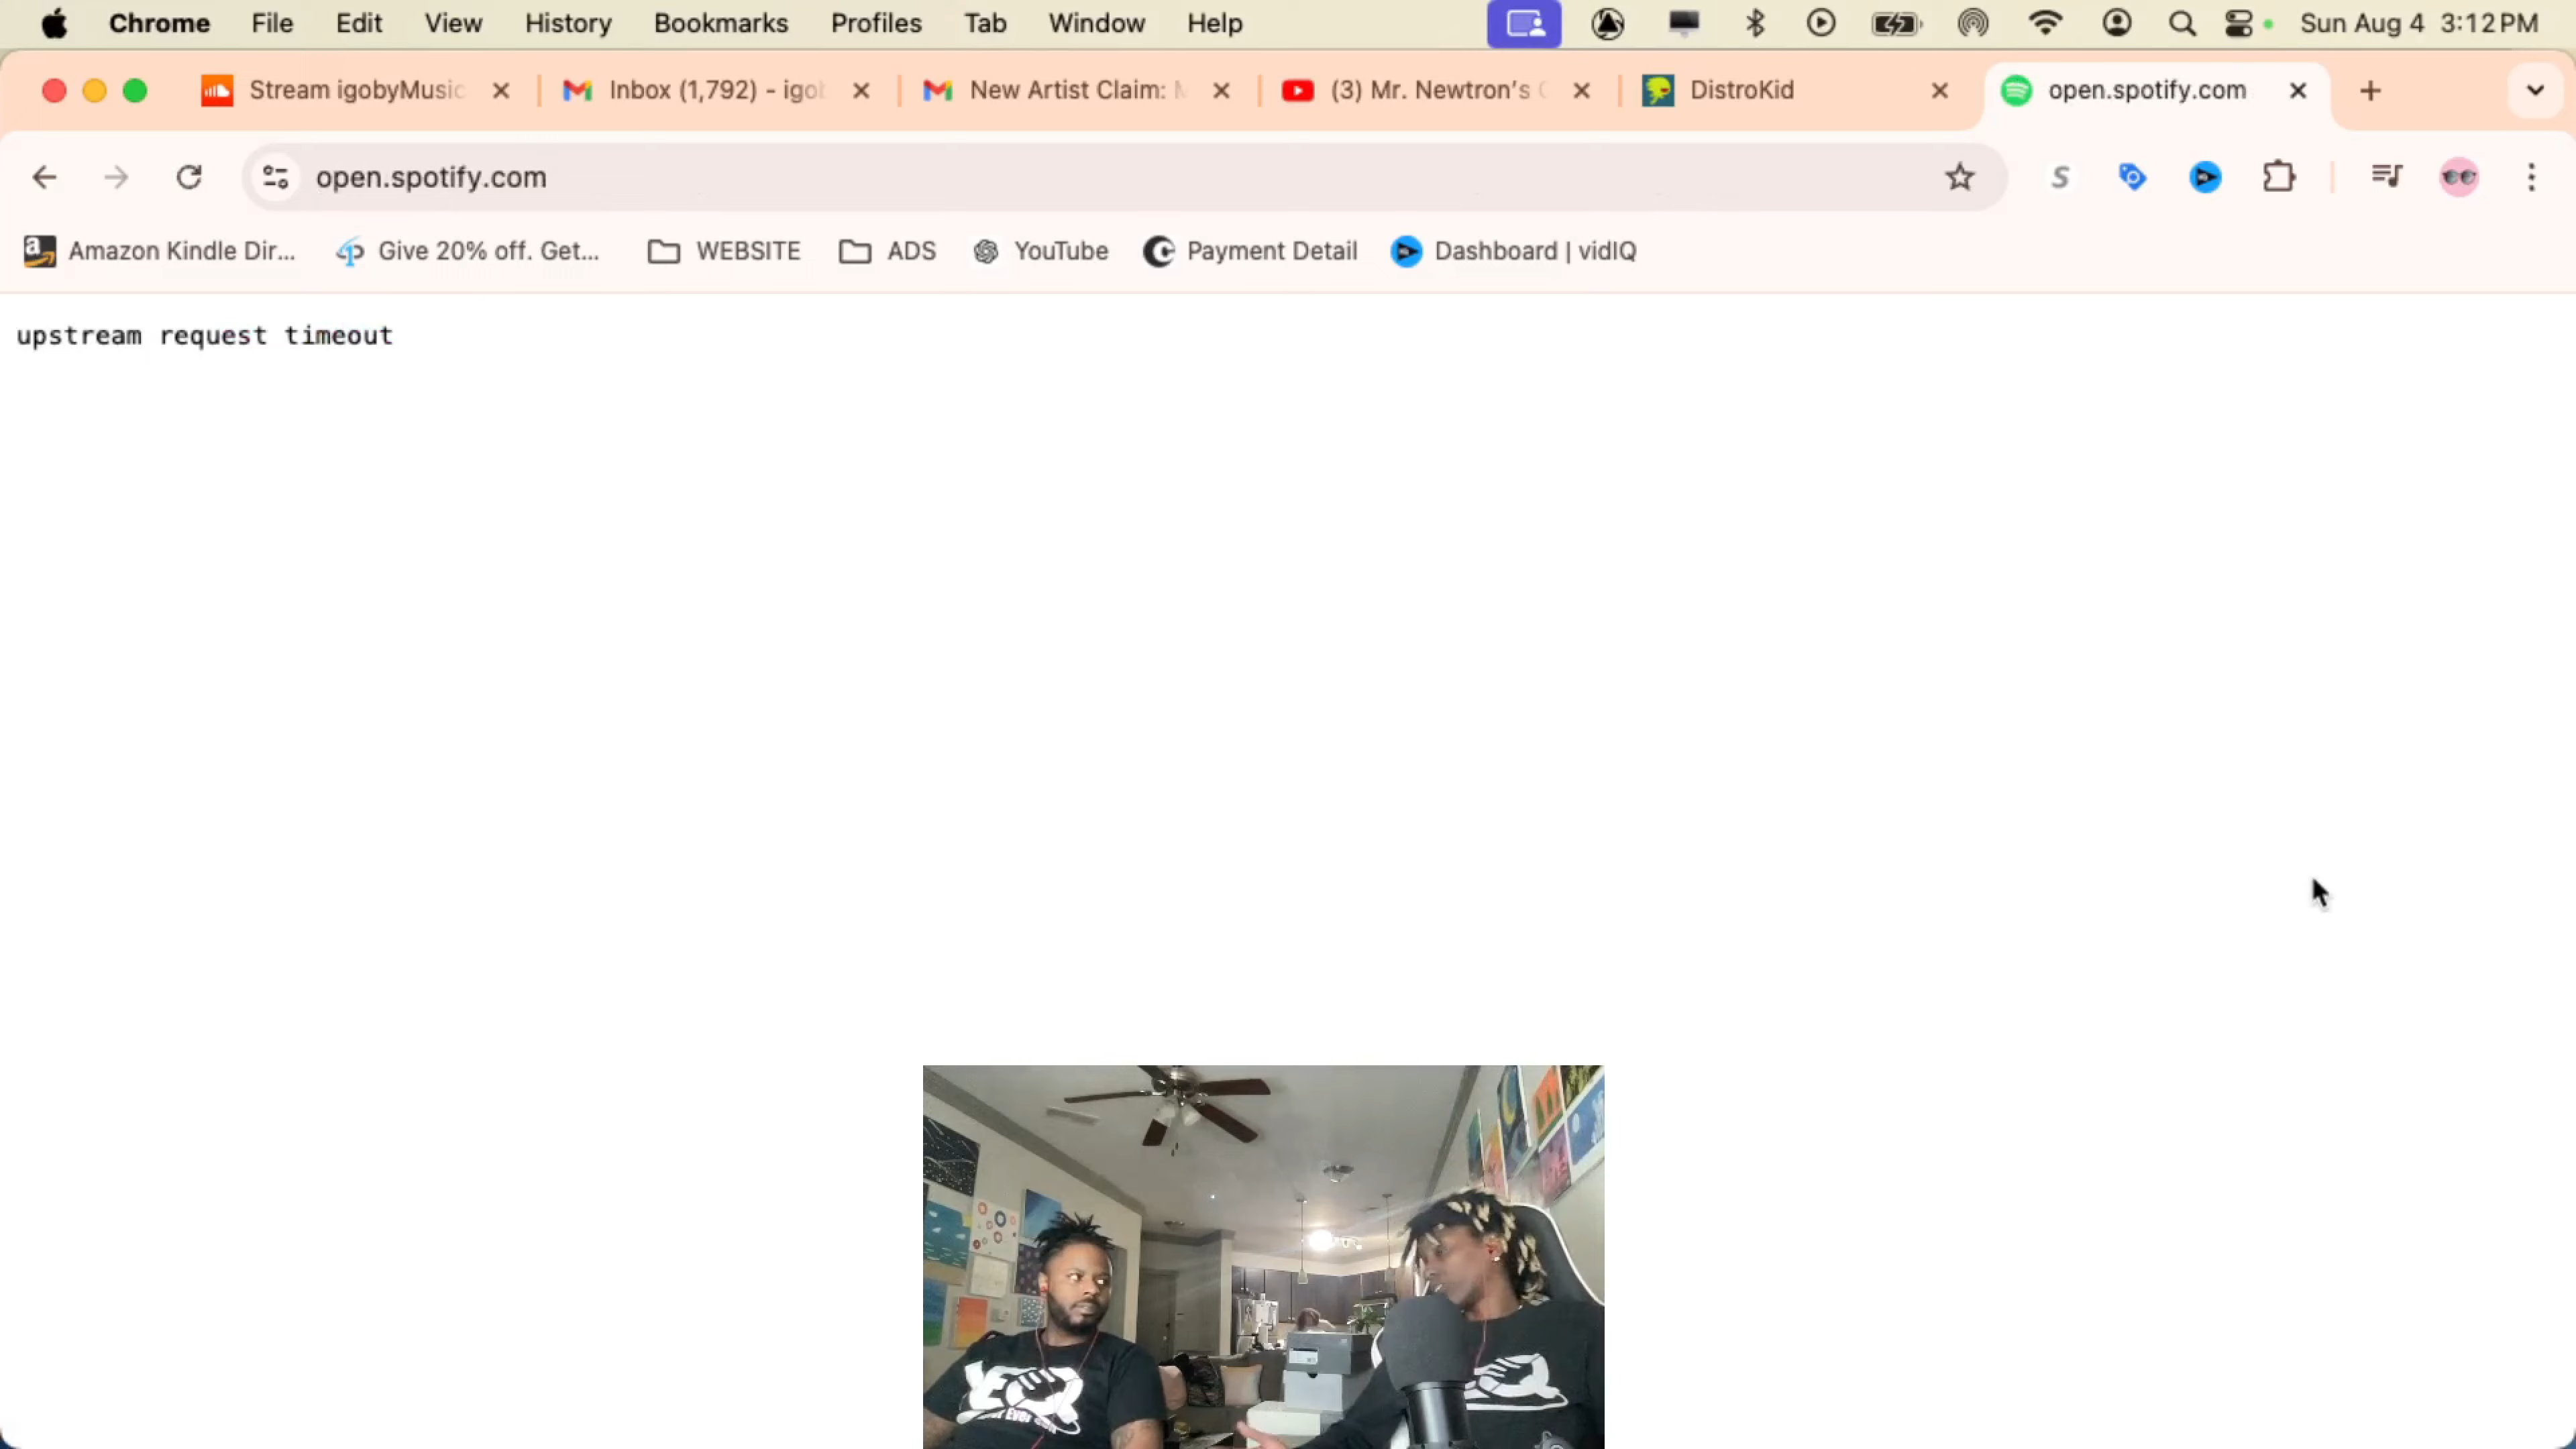 Chrome File Edit View History Bookmarks Profiles Tab Window Help Sun Aug 4 3:12 PM
Stream igobyMusic Inbox (1,792) - igob New Artist Claim: M (3) Mr. Newtron's DistroKid open.spotify.com
open.spotify.com
Amazon Kindle Dir... Give 20% off. Get... WEBSITE ADS YouTube Payment Detail Dashboard | vidIQ
upstream request timeout